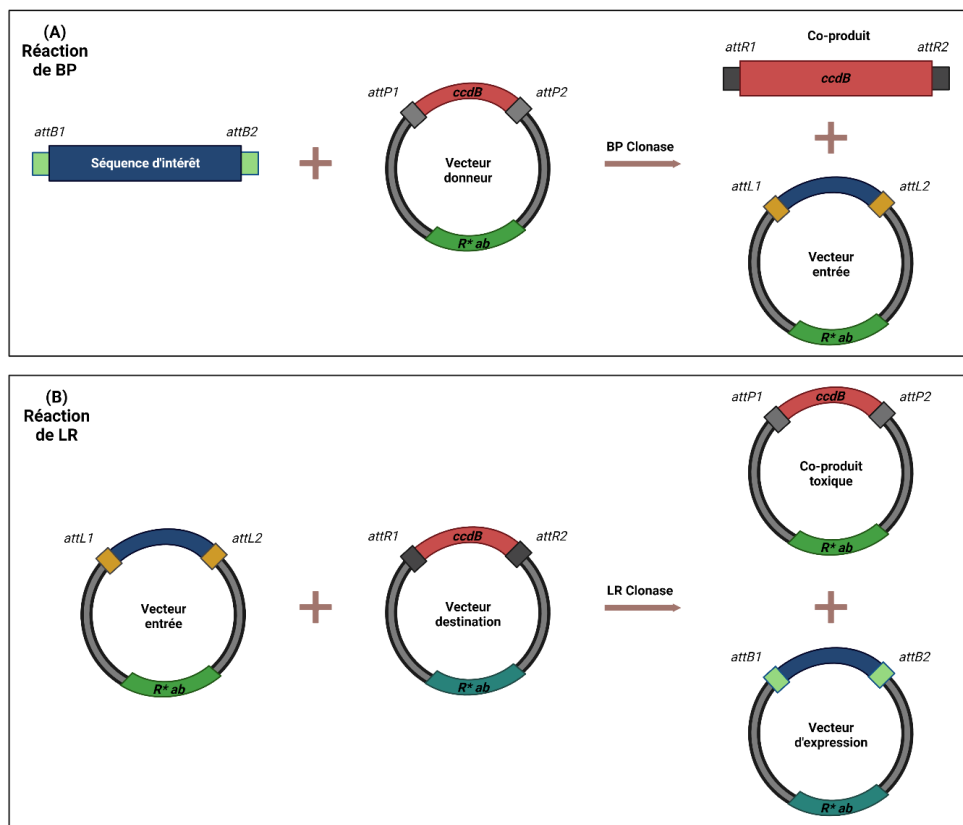 (A)
Réaction
de BP
attB1
attB2
Séquence d'intérêt
attP1
ccdB
attP2
Vecteur
donneur
R* ab
BP Clonase
Co-produit
attR1
attR2
ccdB
attL1
attL2
Vecteur
entrée
R* ab
(B)
Réaction
de LR
attL1
attL2
Vecteur
entrée
R* ab
attR1
ccdB
attR2
Vecteur
destination
R* ab
LR Clonase
attP1
ccdB
attP2
Co-produit
toxique
R* ab
attB1
attB2
Vecteur
d'expression
R* ab